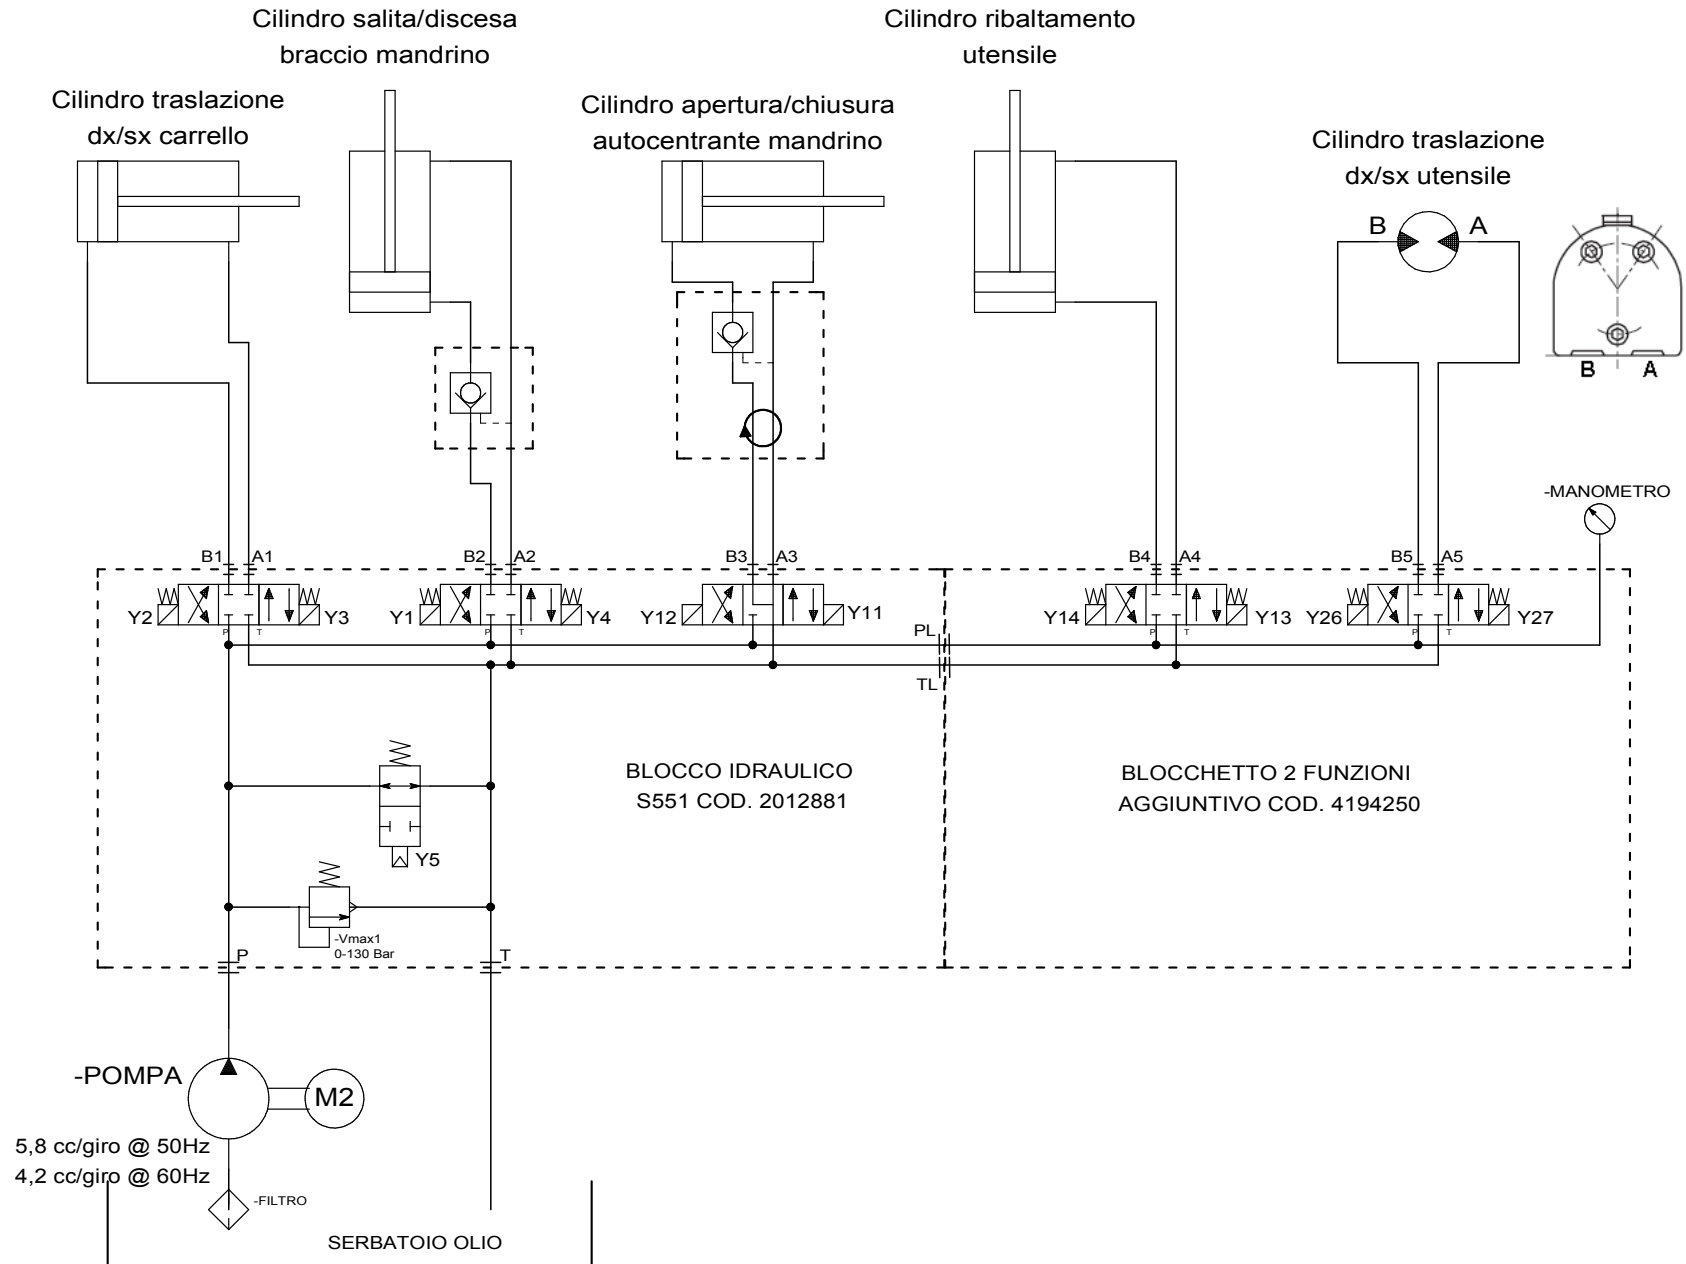 Cilindro salita/discesa
braccio mandrino
Cilindro ribaltamento
utensile
Cilindro traslazione
dx/sx carrello
Cilindro apertura/chiusura
autocentrante mandrino
Cilindro traslazione
dx/sx utensile
B A
B A
-MANOMETRO
B1 A1 B2 A2 B3 A3 B4 A4 B5 A5
Y2 Y3 Y1 Y4 Y12 Y11 Y14 Y13 Y26 Y27
P T P T P T P T
PL
TL
BLOCCO IDRAULICO
S551 COD. 2012881
BLOCCHETTO 2 FUNZIONI
AGGIUNTIVO COD. 4194250
Y5
-Vmax1
0-130 Bar
P T
-POMPA
M2
5,8 cc/giro @ 50Hz
4,2 cc/giro @ 60Hz
-FILTRO
SERBATOIO OLIO